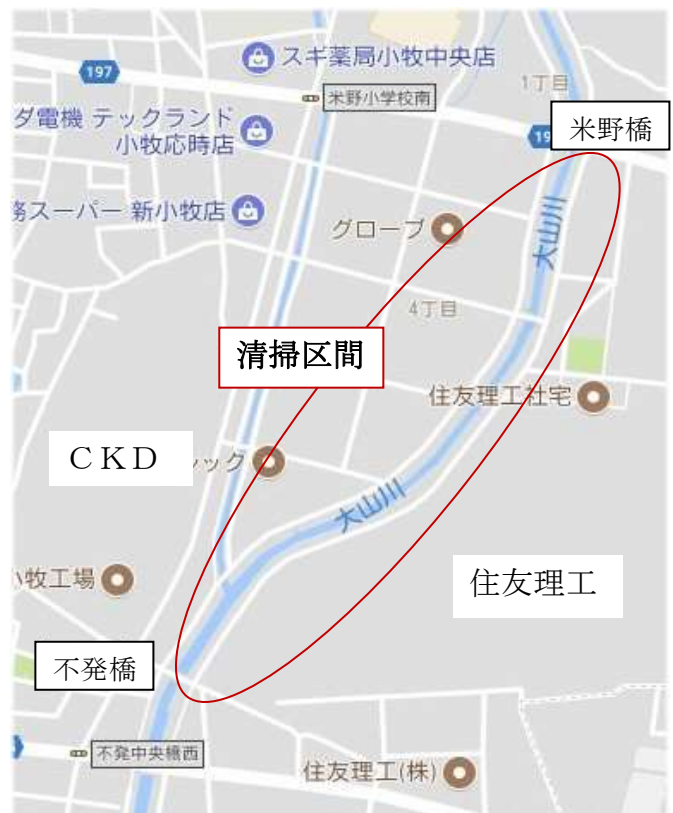 スギ薬局小牧中央店
197
1丁目
米野小学校南
ダ電機 テックランド
小牧応時店
19
米野橋
務スーパー 新小牧店
グローブ
大山川
4丁目
清掃区間
住友理工社宅
CKD
ック
大山川
小牧工場
住友理工
不発橋
不発中央橋西
住友理工(株)